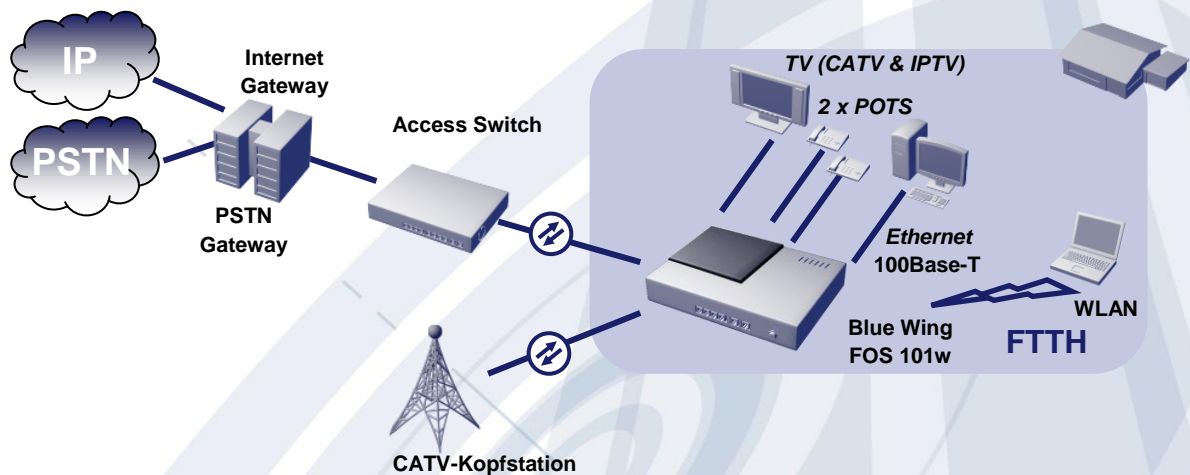 IP
PSTN
Internet
Gateway
PSTN
Gateway
Access Switch
CATV-Kopfstation
TV (CATV & IPTV)
2 x POTS
Ethernet
100Base-T
Blue Wing
FOS 101w
WLAN
FTTH